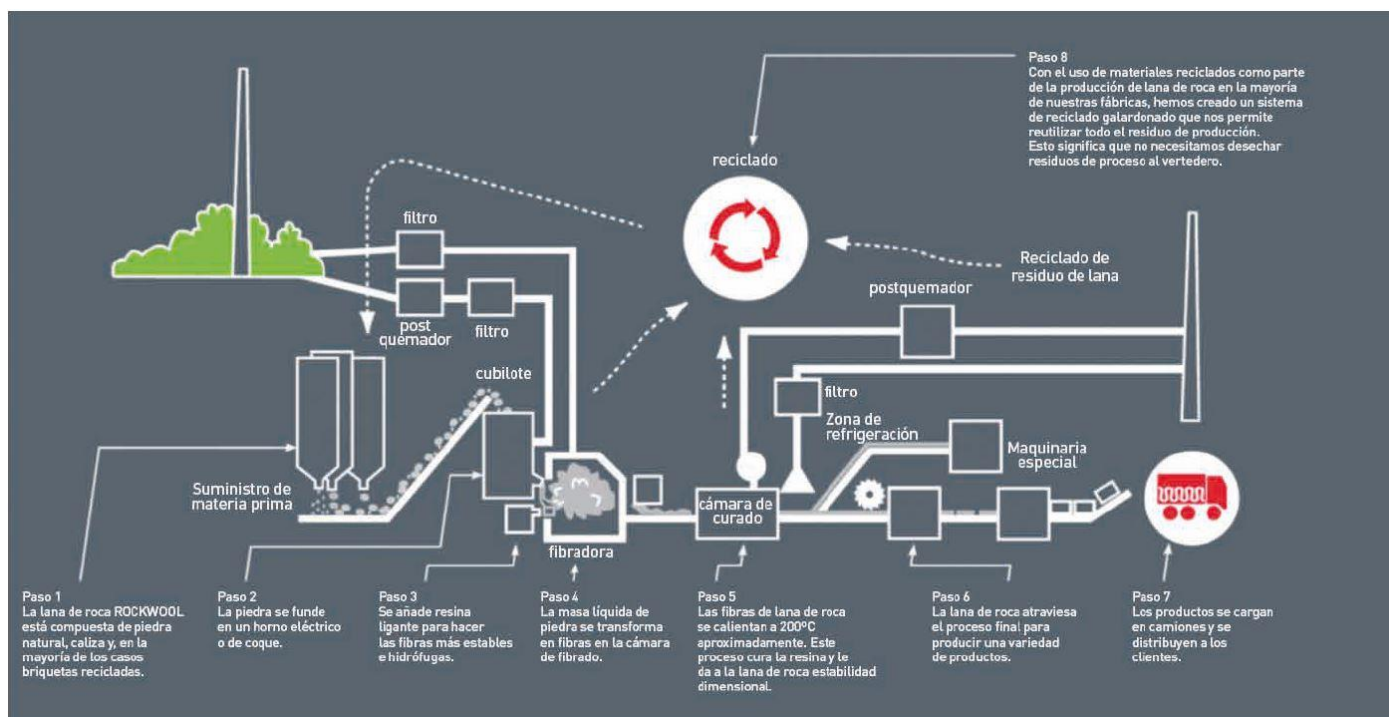 Paso 8
Con el uso de materiales reciclados como parte
de la producción de lana de roca en la mayoría
de nuestras fábricas, hemos creado un sistema
de reciclado galardonado que nos permite
reutilizar todo el residuo de producción.
Esto significa que no necesitamos desechar
residuos de proceso al vertedero.
reciclado
filtro
Reciclado de
residuo de lana
postquemador
post
quemador
filtro
cubilote
filtro
Zona de
refrigeración
Maquinaria
especial
Suministro de
materia prima
cámara de
curado
fibradora
Paso 1
La lana de roca ROCKWOOL
está compuesta de piedra
natural, caliza y, en la
mayoría de los casos
briquetas recicladas.
Paso 2
La piedra se funde
en un horno eléctrico
o de coque.
Paso 3
Se añade resina
ligante para hacer
las fibras más estables
e hidrófugas.
Paso 4
La masa líquida de
piedra se transforma
en fibras en la cámara
de fibrado.
Paso 5
Las fibras de lana de roca
se calientan a 200ºC
aproximadamente. Este
proceso cura la resina y le
da a la lana de roca estabilidad
dimensional.
Paso 6
La lana de roca atraviesa
el proceso final para
producir una variedad
de productos.
Paso 7
Los productos se cargan
en camiones y se
distribuyen a los
clientes.